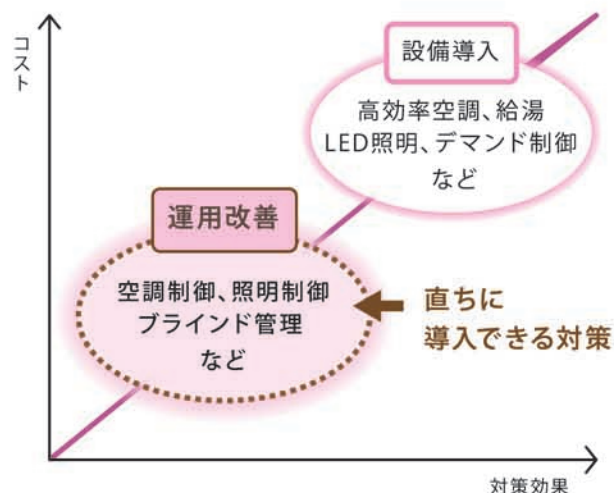 コスト
設備導入
高効率空調、給湯
LED照明、デマンド制御
など
運用改善
空調制御、照明制御
ブラインド管理
など
直ちに
導入できる対策
対策効果